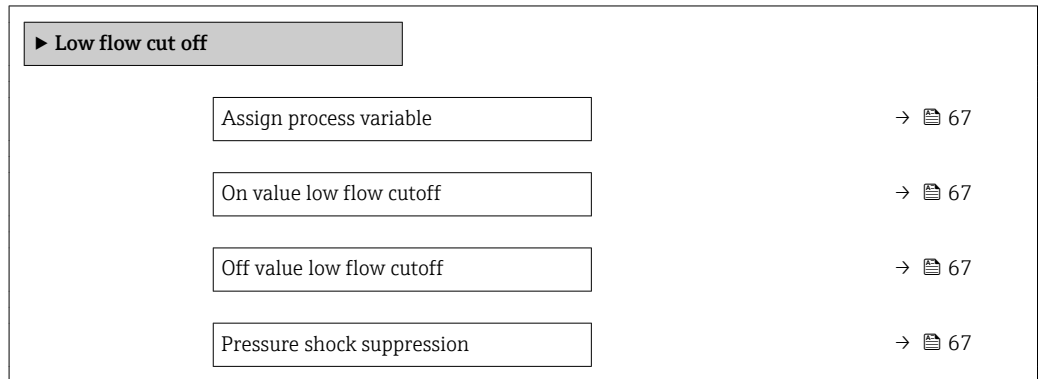 ▶ Low flow cut off
Assign process variable → 67
On value low flow cutoff → 67
Off value low flow cutoff → 67
Pressure shock suppression → 67